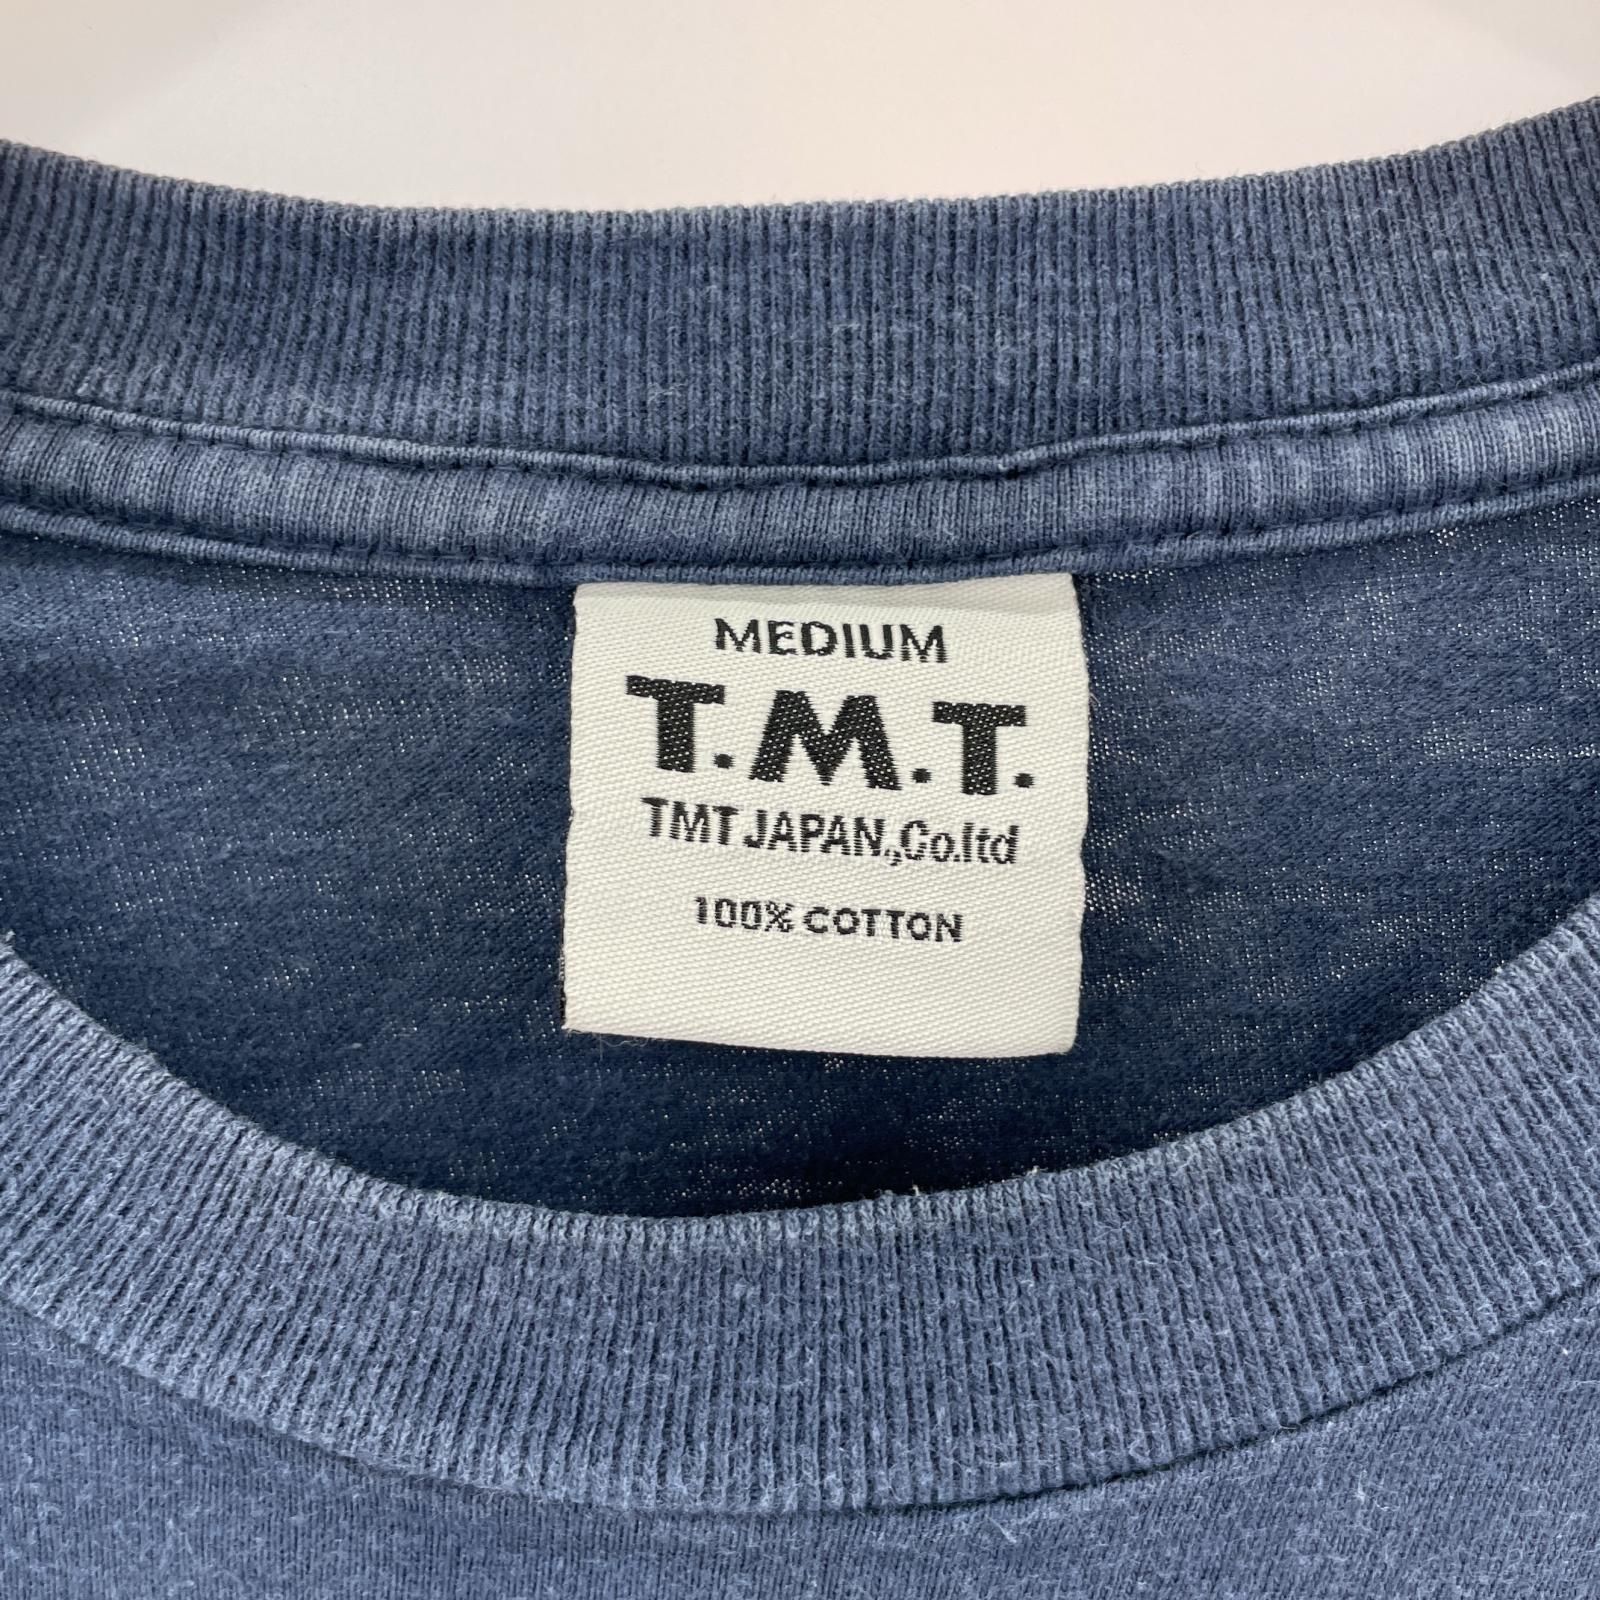 MEDIUM
T.M.T.
TMT JAPAN.,Co.ltd
100% COTTON